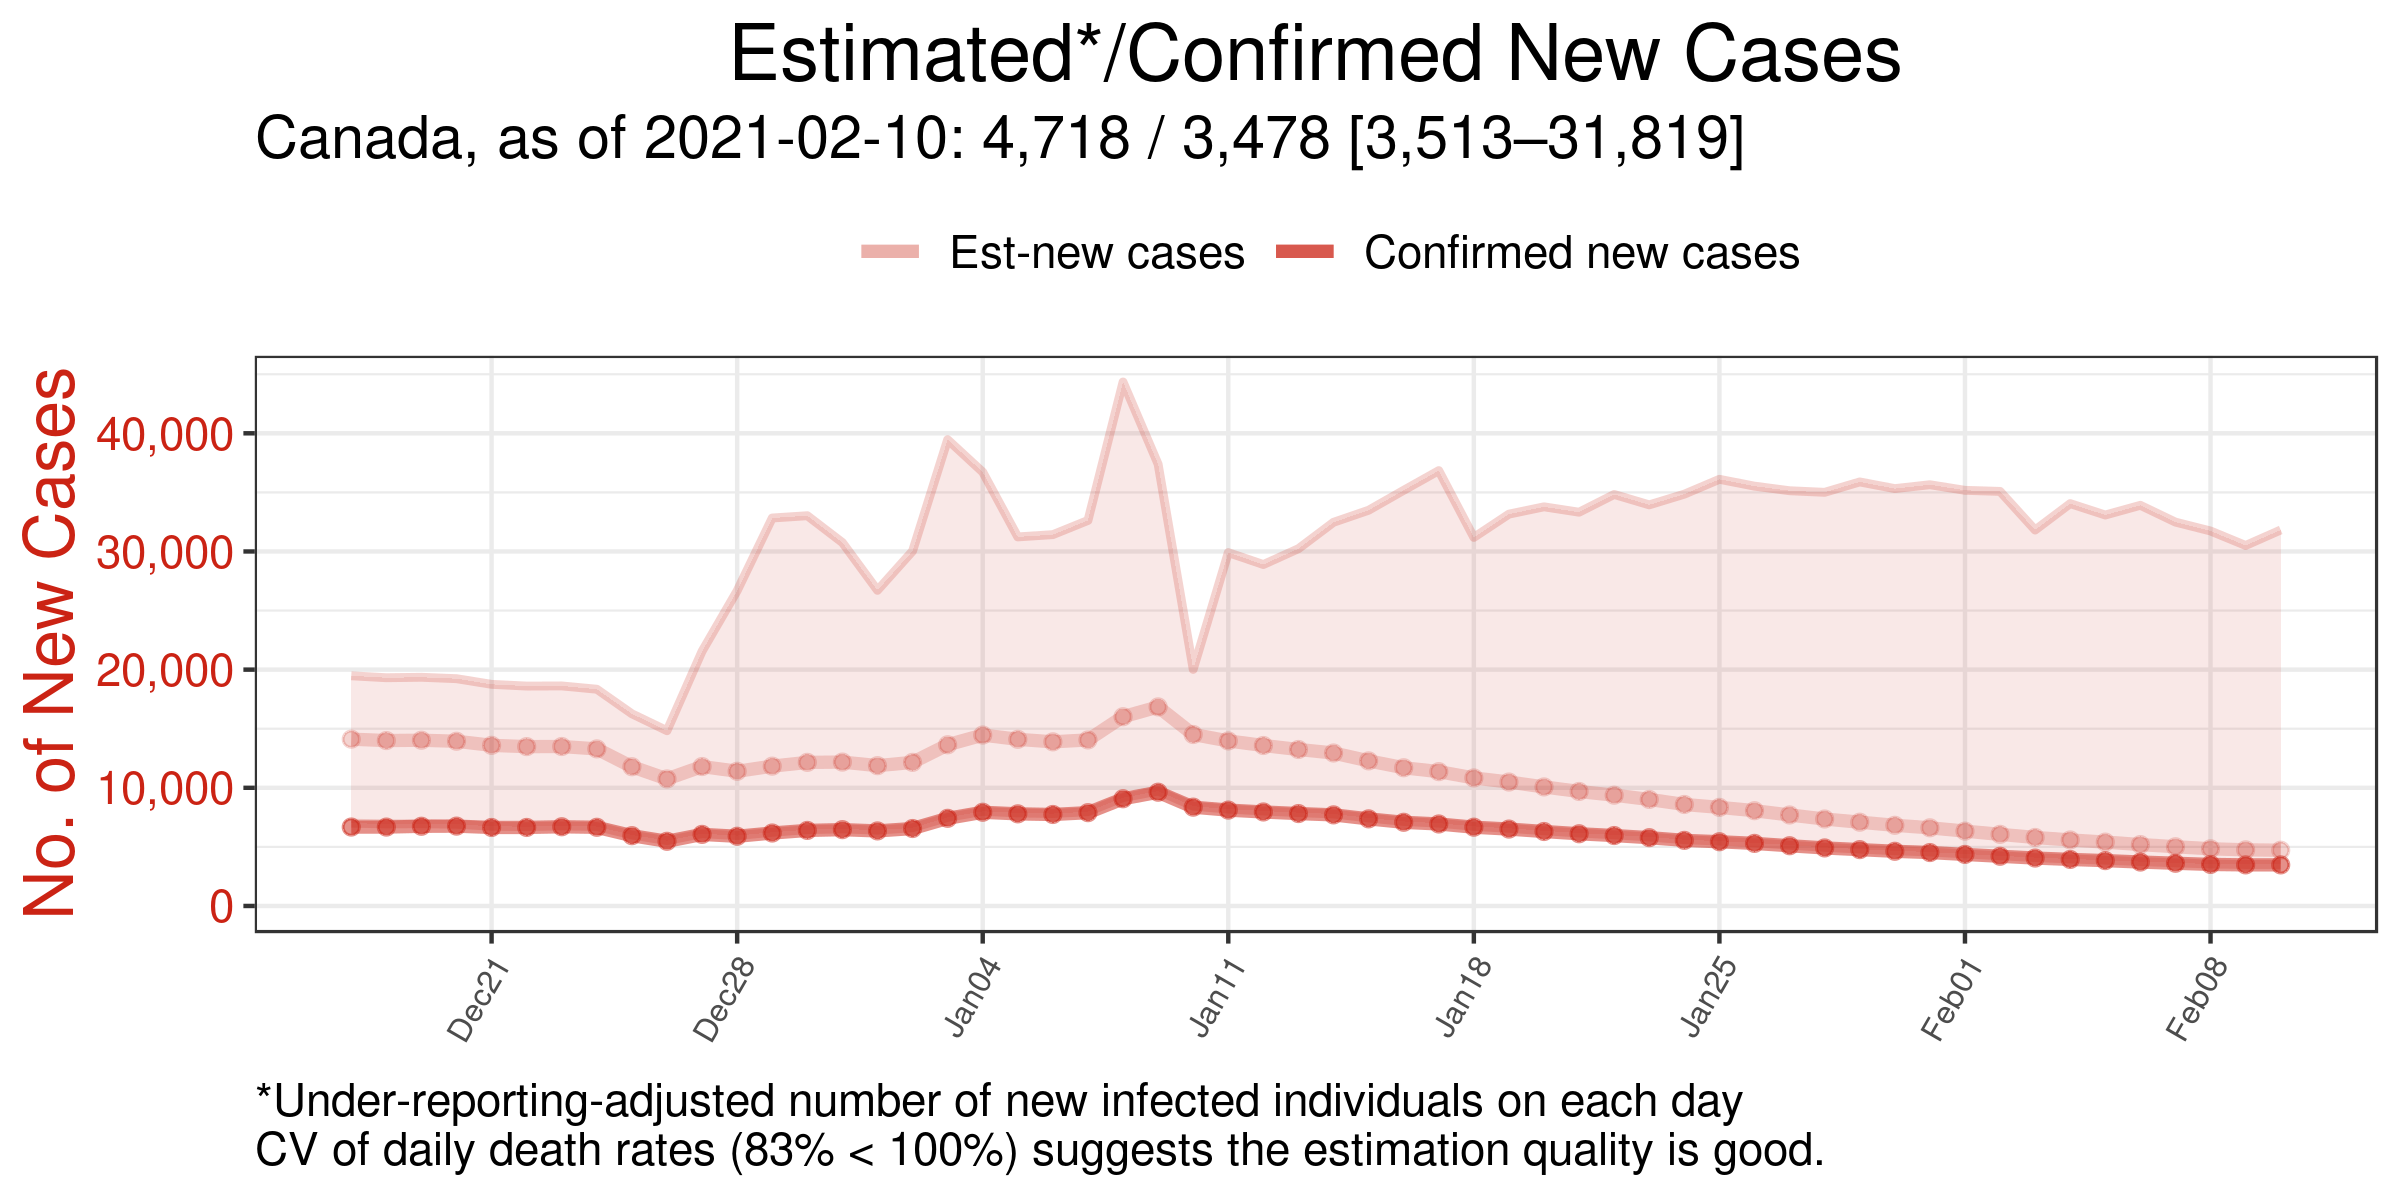 Estimated*/Confirmed New Cases
Canada, as of 2021-02-10: 4,718 / 3,478 [3,513–31,819]
Est-new cases
Confirmed new cases
No. of New Cases
40,000
30,000
20,000
10,000
0
Dec21
Dec28
Jan04
Jan11
Jan18
Jan25
Feb01
Feb08
*Under-reporting-adjusted number of new infected individuals on each day
CV of daily death rates (83% < 100%) suggests the estimation quality is good.